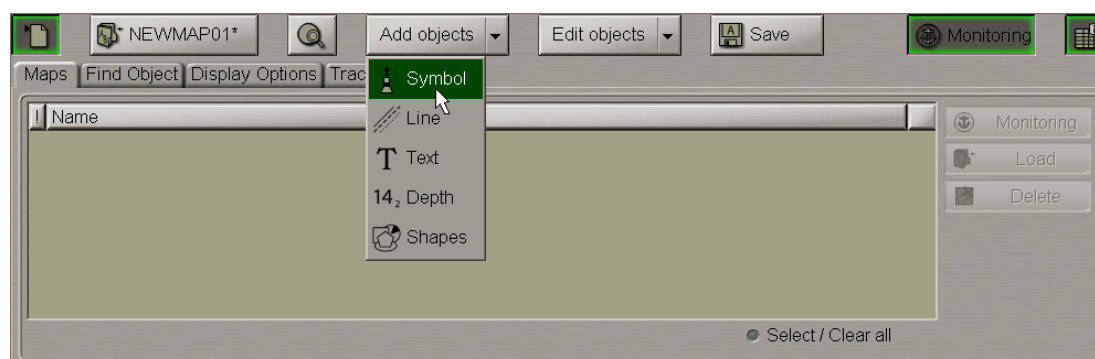 NEWMAP01* Add objects Edit objects Save Monitoring
Maps Find Object Display Options Trac
Symbol
! Name
Line
Monitoring
T Text
Load
14₂ Depth
Delete
Shapes
Select / Clear all